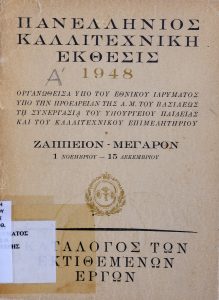 ΠΑΝΕΛΛΗΝΙΟΣ
ΚΑΛΛΙΤΕΧΝΙΚΗ
ΕΚΘΕΣΙΣ
Α' 1948
ΟΡΓΑΝΩΘΕΙΣΑ ΥΠΟ ΤΟΥ ΕΘΝΙΚΟΥ ΙΔΡΥΜΑΤΟΣ
ΥΠΟ ΤΗΝ ΠΡΟΕΔΡΕΙΑΝ ΤΗΣ Α.Μ. ΤΟΥ ΒΑΣΙΛΕΩΣ
ΤΗ ΣΥΝΕΡΓΑΣΙΑ ΤΟΥ ΥΠΟΥΡΓΕΙΟΥ ΠΑΙΔΕΙΑΣ
ΚΑΙ ΤΟΥ ΚΑΛΛΙΤΕΧΝΙΚΟΥ ΕΠΙΜΕΛΗΤΗΡΙΟΥ
ΖΑΠΠΕΙΟΝ - ΜΕΓΑΡΟΝ
1 ΝΟΕΜΒΡΙΟΥ — 15 ΔΕΚΕΜΒΡΙΟΥ
ΤΑΛΟΓΟΣ ΤΩΝ
ΕΚΤΙΘΕΜΕΝΩΝ
ΕΡΓΩΝ